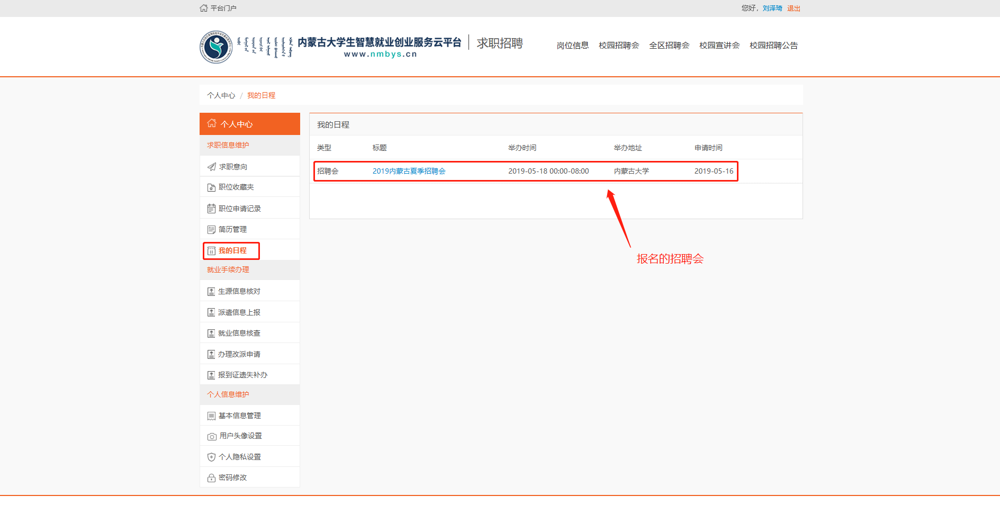 平台门户
您好，刘泽琦 退出
内蒙古大学生智慧就业创业服务云平台
www.nmbys.cn
求职招聘
岗位信息 校园招聘会 全区招聘会 校园宣讲会 校园招聘公告
个人中心 / 我的日程
个人中心
求职信息维护
求职意向
职位收藏夹
职位申请记录
简历管理
我的日程
就业手续办理
生源信息核对
派遣信息上报
就业信息核查
办理改派申请
报到证遗失补办
个人信息维护
基本信息管理
用户头像设置
个人隐私设置
密码修改
我的日程
类型 标题 举办时间 举办地址 申请时间
招聘会 2019内蒙古夏季招聘会 2019-05-18 00:00-08:00 内蒙古大学 2019-05-16
报名的招聘会